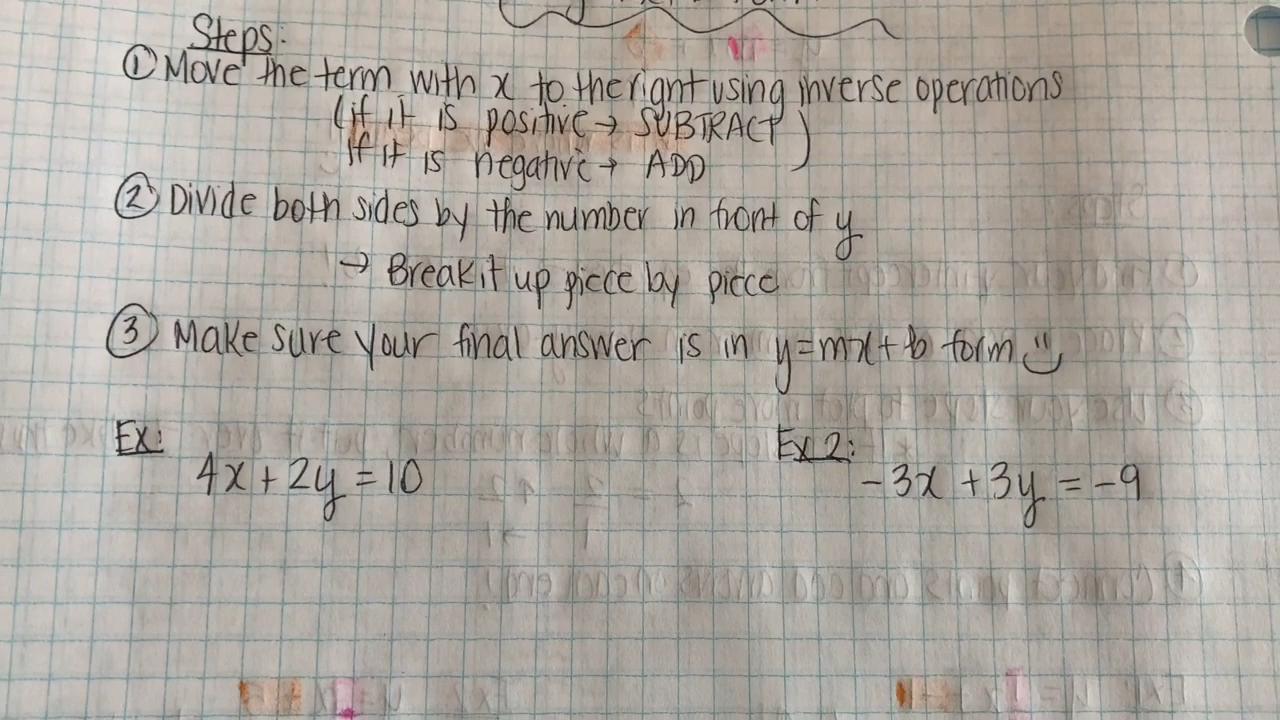 Steps:
① Move the term with x to the right using inverse operations
(if it is positive → SUBTRACT)
if it is negative → ADD
② Divide both sides by the number in front of y
→ Break it up piece by piece
③ Make sure your final answer is in y=mx+b form
Ex:
4x+2y=10
Ex 2:
-3x+3y=-9